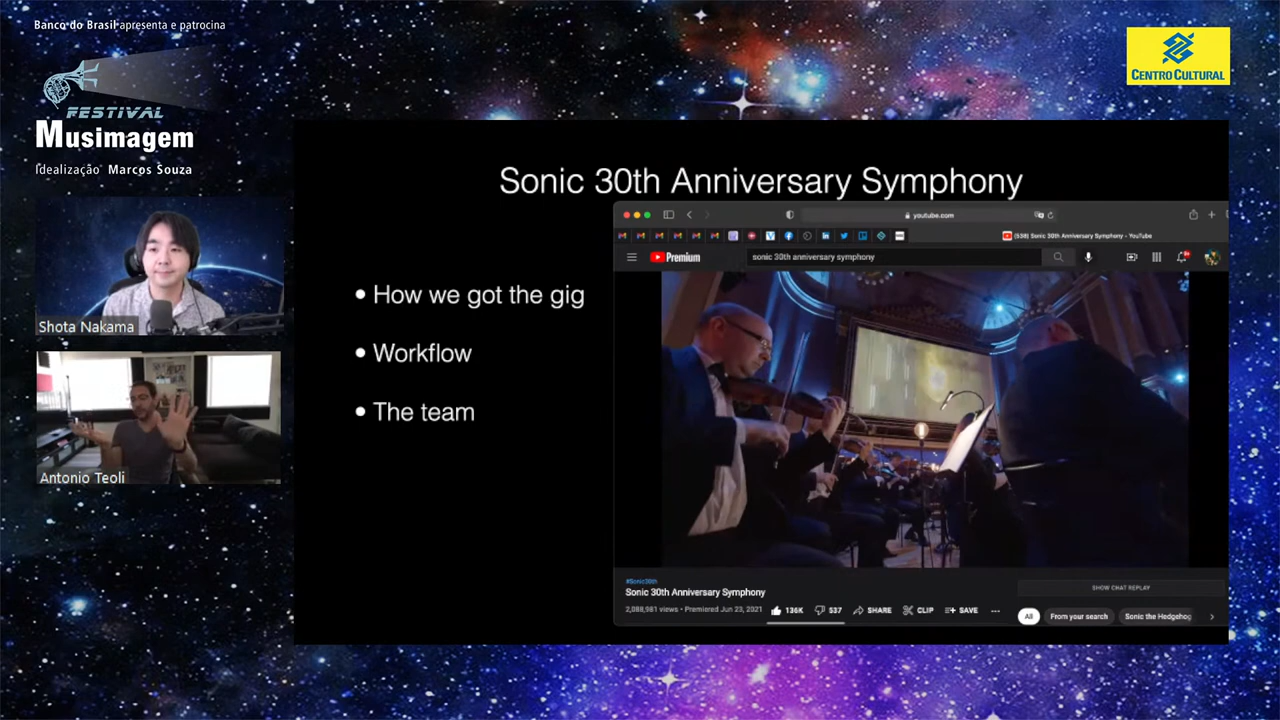 Banco do Brasil apresenta e patrocina
FESTIVAL
Musimagem
Idealização Marcos Souza
CENTRO CULTURAL
Shota Nakama
Antonio Teoli
Sonic 30th Anniversary Symphony
• How we got the gig
• Workflow
• The team
youtube.com
(538) Sonic 30th Anniversary Symphony - YouTube
Premium
sonic 30th anniversary symphony
#Sonic30th
Sonic 30th Anniversary Symphony
2,088,981 views • Premiered Jun 23, 2021
136K
537
SHARE
CLIP
SAVE
SHOW CHAT REPLAY
All
From your search
Sonic the Hedgehog